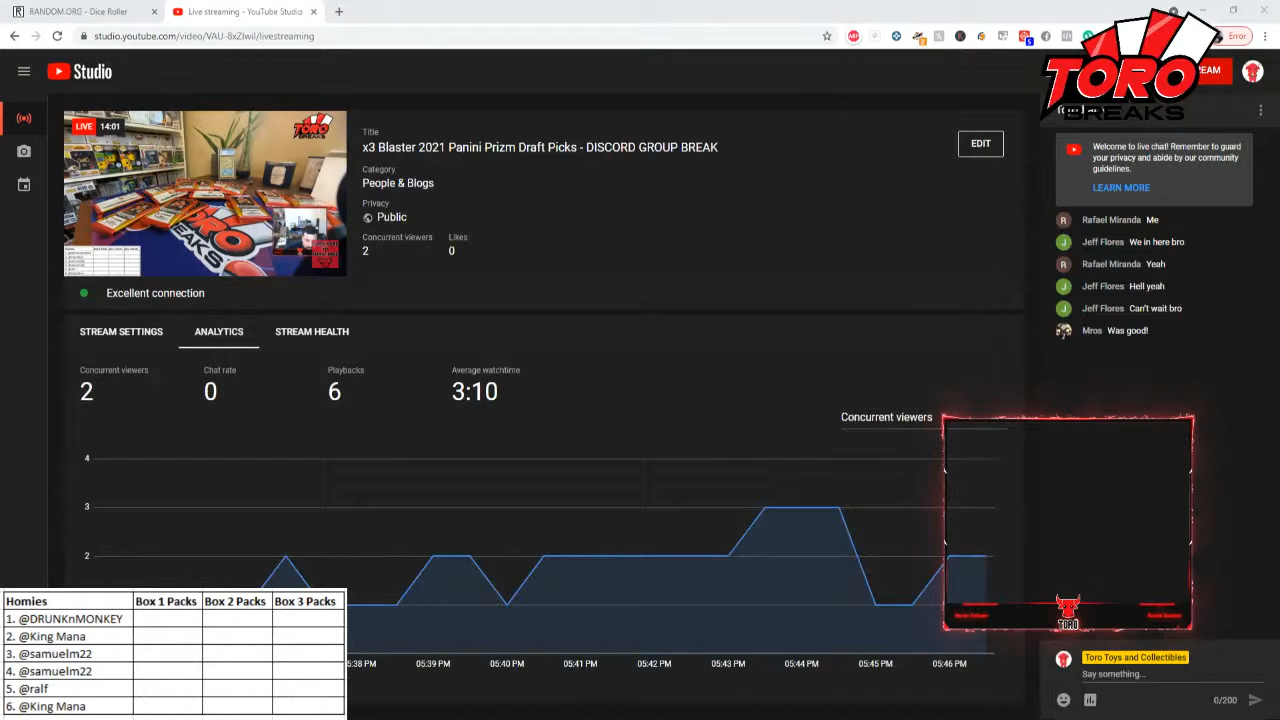 RANDOM.ORG - Dice Roller
Live streaming - YouTube Studio
studio.youtube.com/video/VAU-8xZIwiI/livestreaming
Error
Studio
TORO
BREAKS
EAM
LIVE 14:01
TORO
BREAKS
TORO
BREAKS
Title
x3 Blaster 2021 Panini Prizm Draft Picks - DISCORD GROUP BREAK
EDIT
Category
People & Blogs
Privacy
Public
Concurrent viewers Likes
2 0
Excellent connection
STREAM SETTINGS ANALYTICS STREAM HEALTH
Concurrent viewers Chat rate Playbacks Average watchtime
2 0 6 3:10
Concurrent viewers
4
3
2
5:38 PM 05:39 PM 05:40 PM 05:41 PM 05:42 PM 05:43 PM 05:44 PM 05:45 PM 05:46 PM
Welcome to live chat! Remember to guard
your privacy and abide by our community
guidelines.
LEARN MORE
R Rafael Miranda Me
J Jeff Flores We in here bro
R Rafael Miranda Yeah
J Jeff Flores Hell yeah
J Jeff Flores Can't wait bro
Mros Was good!
TORO
Toro Toys and Collectibles
Say something...
0/200
Homies Box 1 Packs Box 2 Packs Box 3 Packs
1. @DRUNKnMONKEY
2. @King Mana
3. @samuelm22
4. @samuelm22
5. @ralf
6. @King Mana